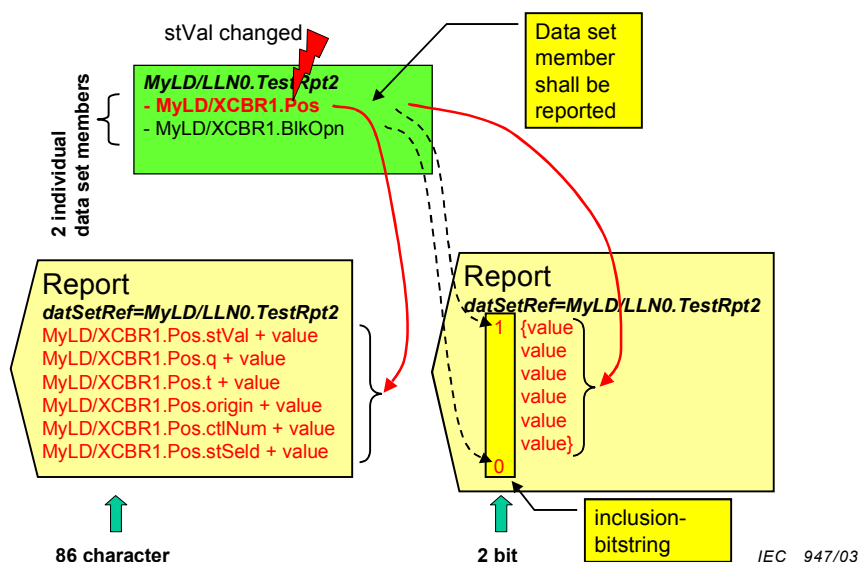 stVal changed
Data set
member
shall be
reported
MyLD/LLN0.TestRpt2
- MyLD/XCBR1.Pos
- MyLD/XCBR1.BlkOpn
2 individual
data set members
Report
datSetRef=MyLD/LLN0.TestRpt2
MyLD/XCBR1.Pos.stVal + value
MyLD/XCBR1.Pos.q + value
MyLD/XCBR1.Pos.t + value
MyLD/XCBR1.Pos.origin + value
MyLD/XCBR1.Pos.ctlNum + value
MyLD/XCBR1.Pos.stSeld + value
86 character
Report
datSetRef=MyLD/LLN0.TestRpt2
1 {value
value
value
value
value
value}
0
2 bit
inclusion-
bitstring
IEC 947/03